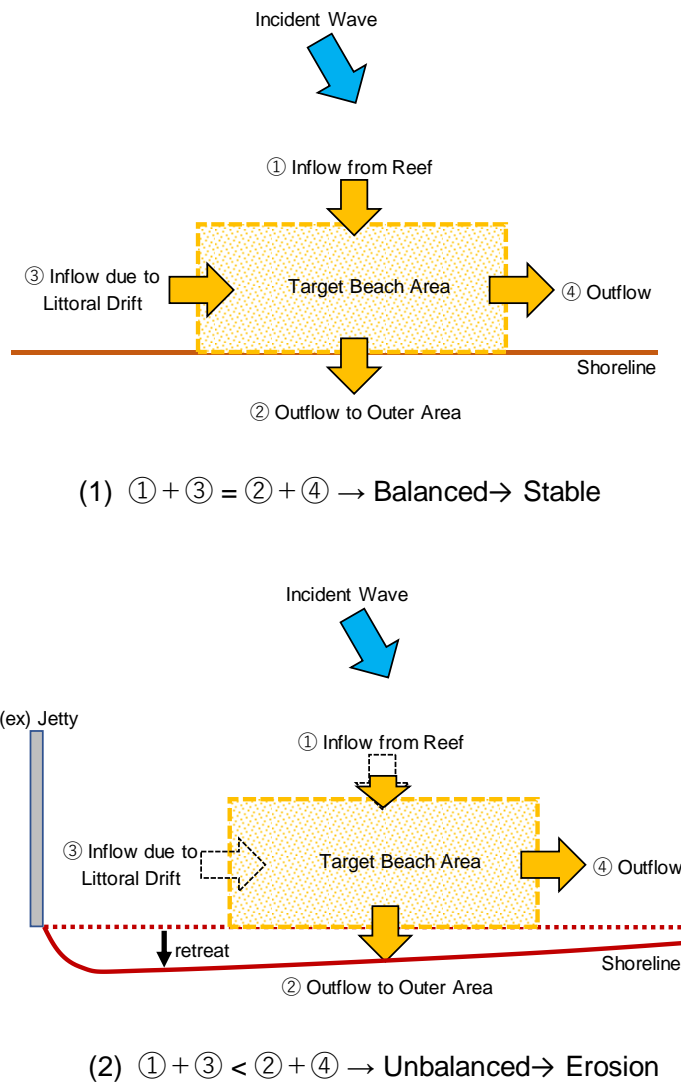 Incident Wave
① Inflow from Reef
③ Inflow due to
Littoral Drift
Target Beach Area
④ Outflow
Shoreline
② Outflow to Outer Area
(1) ①＋③ = ②＋④ → Balanced→ Stable
Incident Wave
(ex) Jetty
① Inflow from Reef
③ Inflow due to
Littoral Drift
Target Beach Area
④ Outflow
retreat
Shoreline
② Outflow to Outer Area
(2) ①＋③ < ②＋④ → Unbalanced→ Erosion